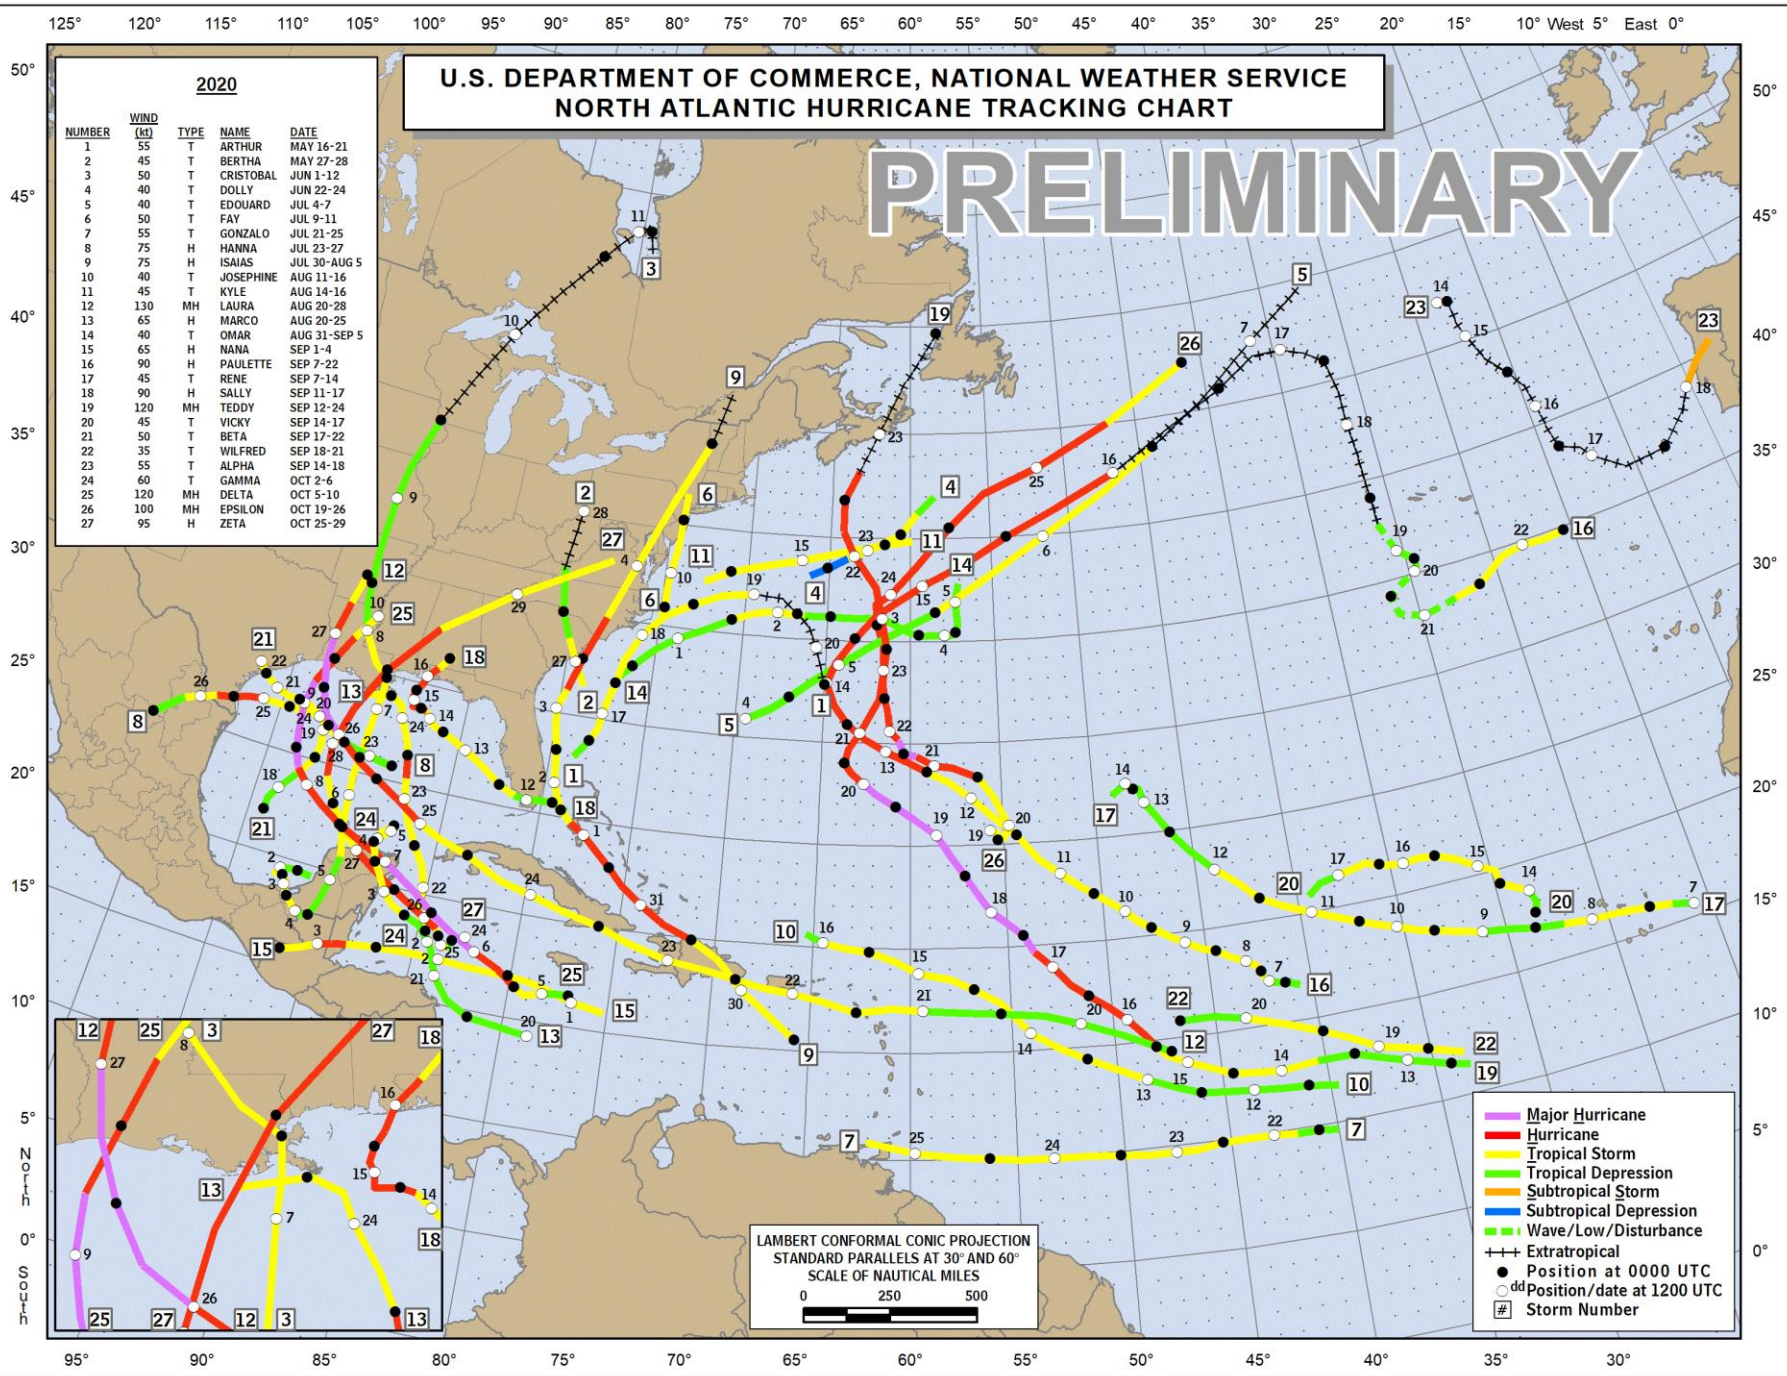 125° 120° 115° 110° 105° 100° 95° 90° 85° 80° 75° 70° 65° 60° 55° 50° 45° 40° 35° 30° 25° 20° 15° 10° West 5° East 0°
U.S. DEPARTMENT OF COMMERCE, NATIONAL WEATHER SERVICE
NORTH ATLANTIC HURRICANE TRACKING CHART
PRELIMINARY
2020
NUMBER WIND (kt) TYPE NAME DATE
1 55 T ARTHUR MAY 16-21
2 45 T BERTHA MAY 27-28
3 50 T CRISTOBAL JUN 1-12
4 40 T DOLLY JUN 22-24
5 40 T EDOUARD JUL 4-7
6 50 T FAY JUL 9-11
7 55 T GONZALO JUL 21-25
8 75 H HANNA JUL 23-27
9 75 H ISAIAS JUL 30-AUG 5
10 40 T JOSEPHINE AUG 11-16
11 45 T KYLE AUG 14-16
12 130 MH LAURA AUG 20-28
13 65 H MARCO AUG 20-25
14 40 T OMAR AUG 31-SEP 5
15 65 H NANA SEP 1-4
16 90 H PAULETTE SEP 7-22
17 45 T RENE SEP 7-14
18 90 H SALLY SEP 11-17
19 120 MH TEDDY SEP 12-24
20 45 T VICKY SEP 14-17
21 50 T BETA SEP 17-22
22 35 T WILFRED SEP 18-21
23 55 T ALPHA SEP 14-18
24 60 T GAMMA OCT 2-6
25 120 MH DELTA OCT 5-10
26 100 MH EPSILON OCT 19-26
27 95 H ZETA OCT 25-29
50°
45°
40°
35°
30°
25°
20°
15°
10°
5°
North
0°
South
50°
45°
40°
35°
30°
25°
20°
15°
10°
5°
0°
LAMBERT CONFORMAL CONIC PROJECTION
STANDARD PARALLELS AT 30° AND 60°
SCALE OF NAUTICAL MILES
0 250 500
Major Hurricane
Hurricane
Tropical Storm
Tropical Depression
Subtropical Storm
Subtropical Depression
Wave/Low/Disturbance
Extratropical
Position at 0000 UTC
dd Position/date at 1200 UTC
# Storm Number
95° 90° 85° 80° 75° 70° 65° 60° 55° 50° 45° 40° 35° 30°